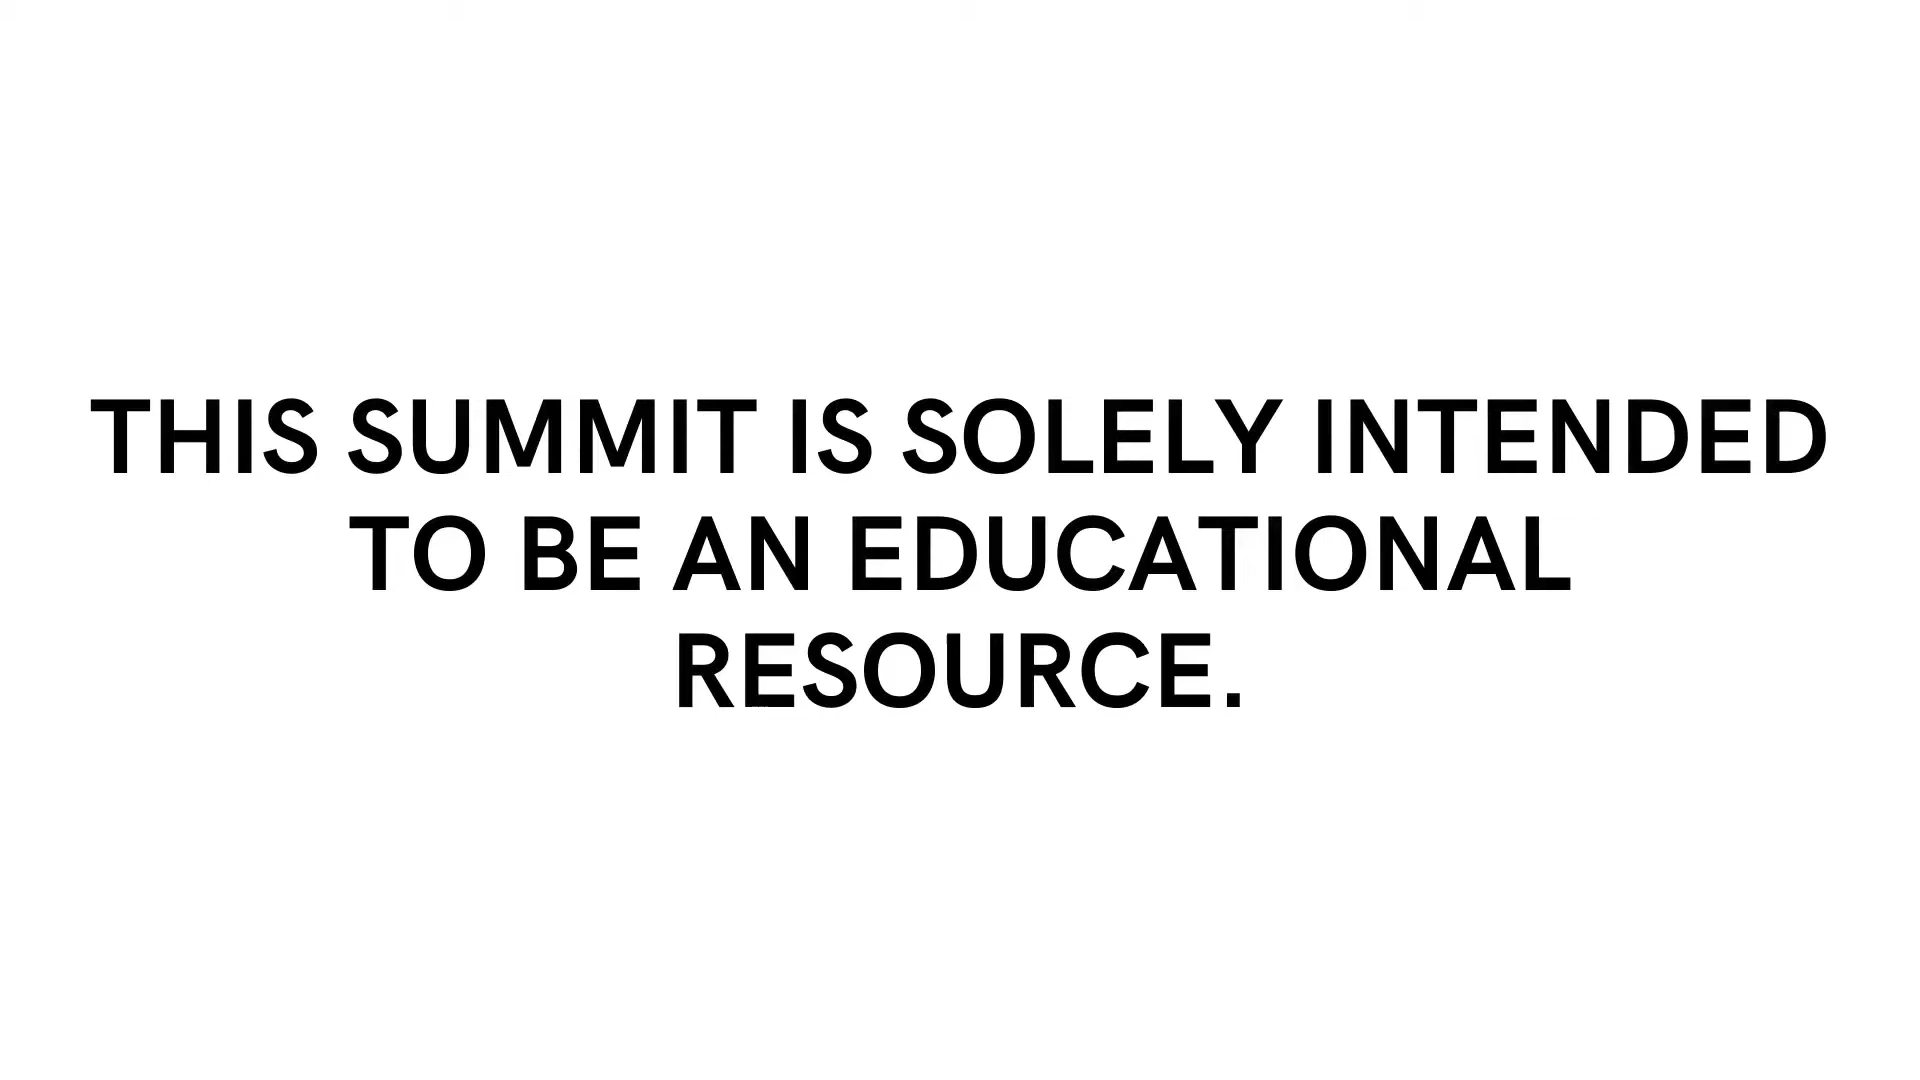 THIS SUMMIT IS SOLELY INTENDED
TO BE AN EDUCATIONAL
RESOURCE.